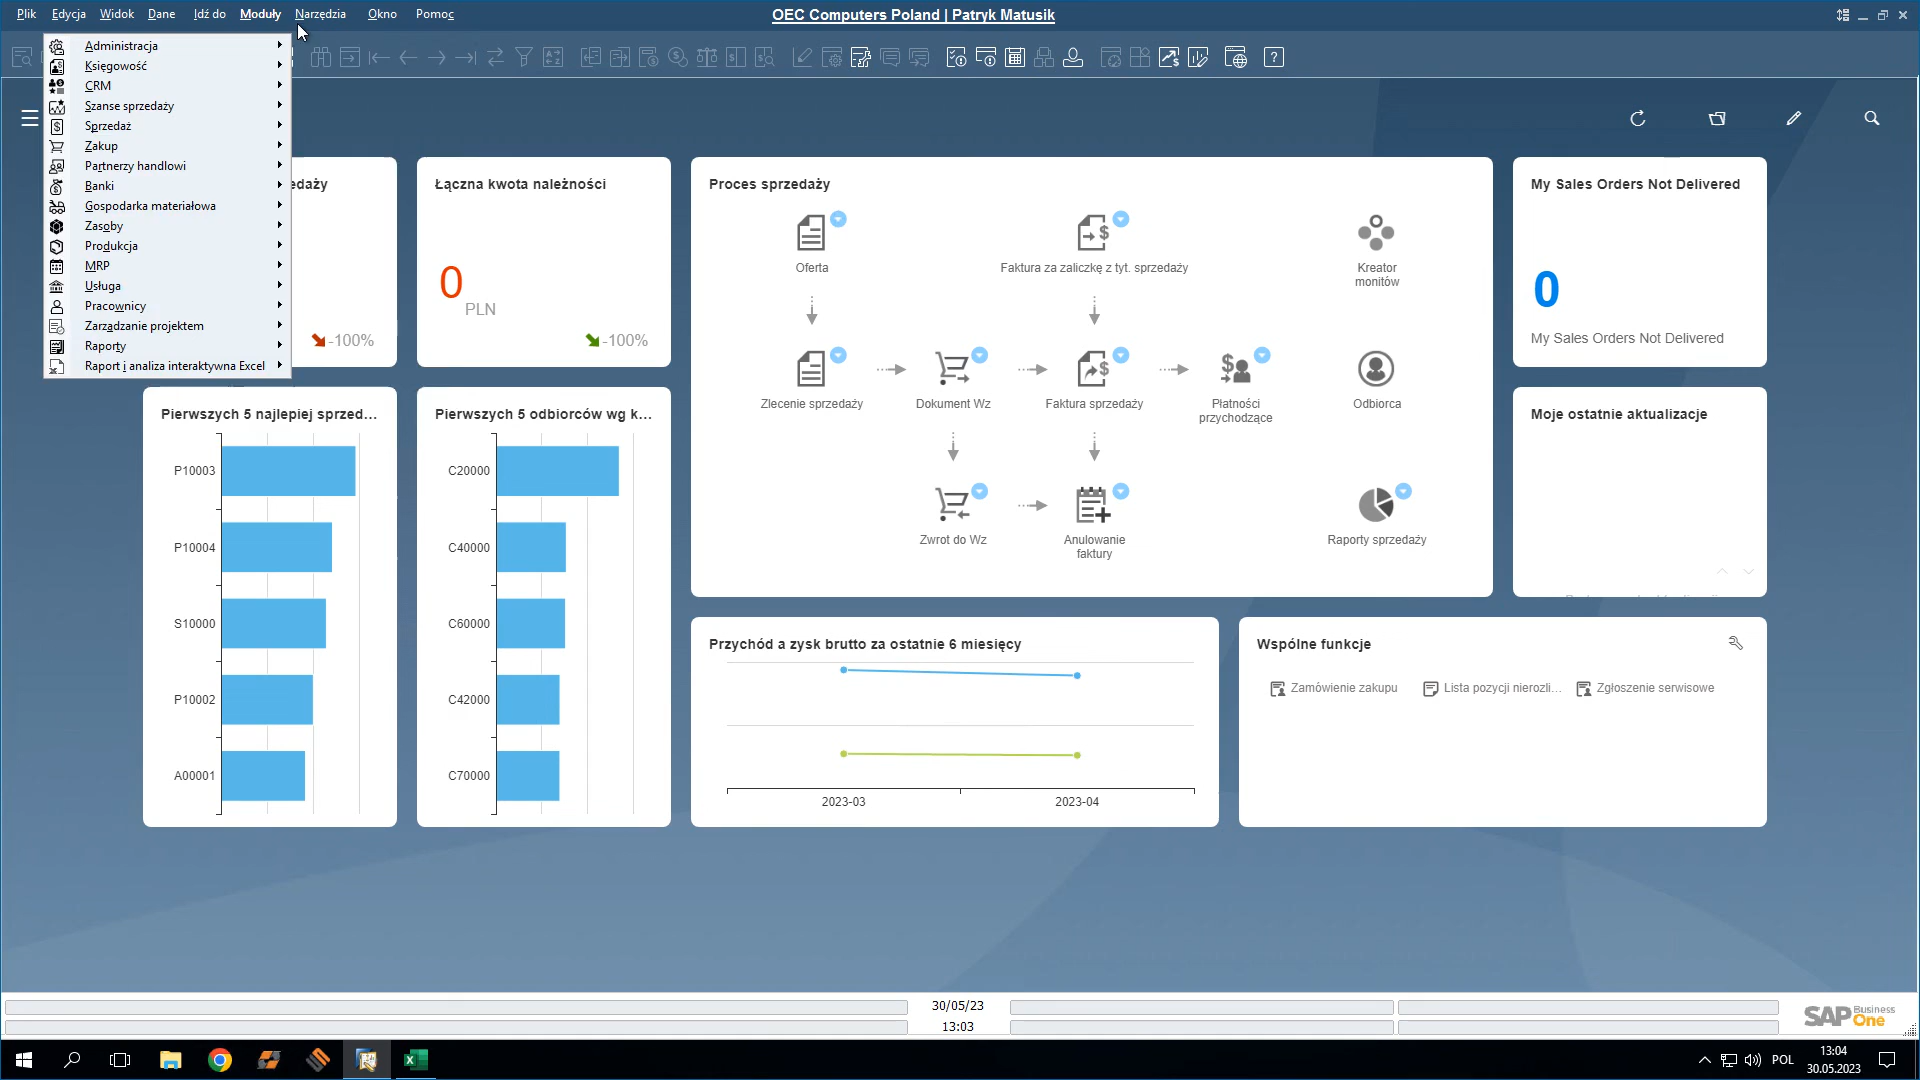 Plik Edycja Widok Dane Idź do Moduły Narzędzia Okno Pomoc
OEC Computers Poland | Patryk Matusik
Administracja
Księgowość
CRM
Szanse sprzedaży
Sprzedaż
Zakup
Partnerzy handlowi
Banki
Gospodarka materiałowa
Zasoby
Produkcja
MRP
Usługa
Pracownicy
Zarządzanie projektem
Raporty
Raport i analiza interaktywna Excel
edaży
-100%
Łączna kwota należności
0
PLN
-100%
Proces sprzedaży
Oferta
Faktura za zaliczkę z tyt. sprzedaży
Kreator
monitów
Zlecenie sprzedaży
Dokument Wz
Faktura sprzedaży
Płatności
przychodzące
Odbiorca
Zwrot do Wz
Anulowanie
faktury
Raporty sprzedaży
My Sales Orders Not Delivered
0
My Sales Orders Not Delivered
Moje ostatnie aktualizacje
Pierwszych 5 najlepiej sprzed...
P10003
P10004
S10000
P10002
A00001
Pierwszych 5 odbiorców wg k...
C20000
C40000
C60000
C42000
C70000
Przychód a zysk brutto za ostatnie 6 miesięcy
2023-03
2023-04
Wspólne funkcje
Zamówienie zakupu
Lista pozycji nierozli...
Zgłoszenie serwisowe
30/05/23
13:03
SAP Business One
POL
13:04
30.05.2023